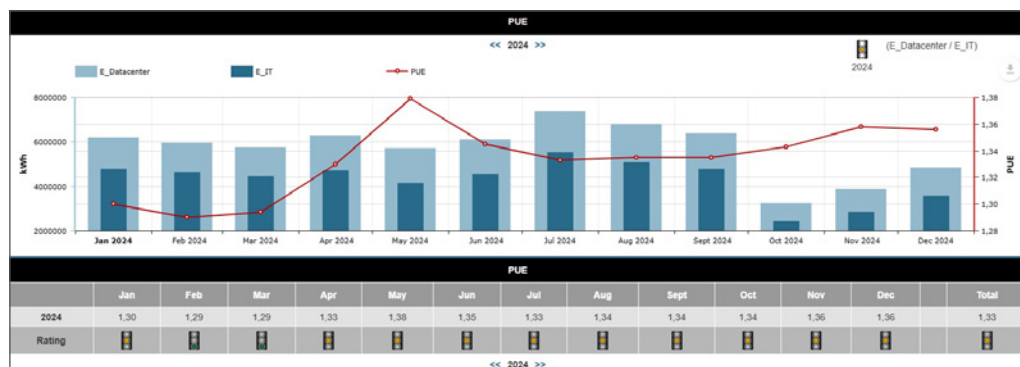 PUE
<< 2024 >>
(E_Datacenter / E_IT)
2024
E_Datacenter E_IT PUE
8000000 1,38
1,36
6000000
1,34
kWh PUE
1,32
4000000
1,30
2000000 1,28
Jan 2024 Feb 2024 Mar 2024 Apr 2024 May 2024 Jun 2024 Jul 2024 Aug 2024 Sept 2024 Oct 2024 Nov 2024 Dec 2024
PUE
Jan Feb Mar Apr May Jun Jul Aug Sept Oct Nov Dec Total
2024 1,30 1,29 1,29 1,33 1,38 1,35 1,33 1,34 1,34 1,34 1,36 1,36 1,33
Rating
<< 2024 >>